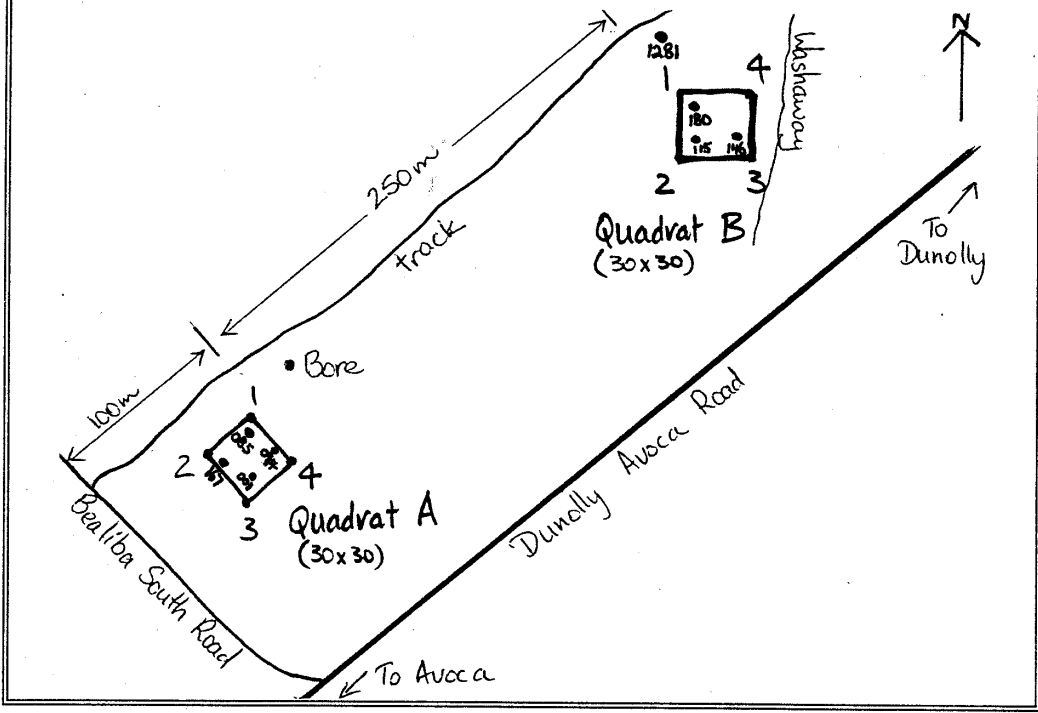 N
1281
1
4
Washaway
180
115
146
2
3
Quadrat B
(30x30)
To
Dunolly
250m
track
Bore
100m
1
085
2
4
3
Quadrat A
(30x30)
Bealiba South Road
Dunolly Avoca Road
To Avoca